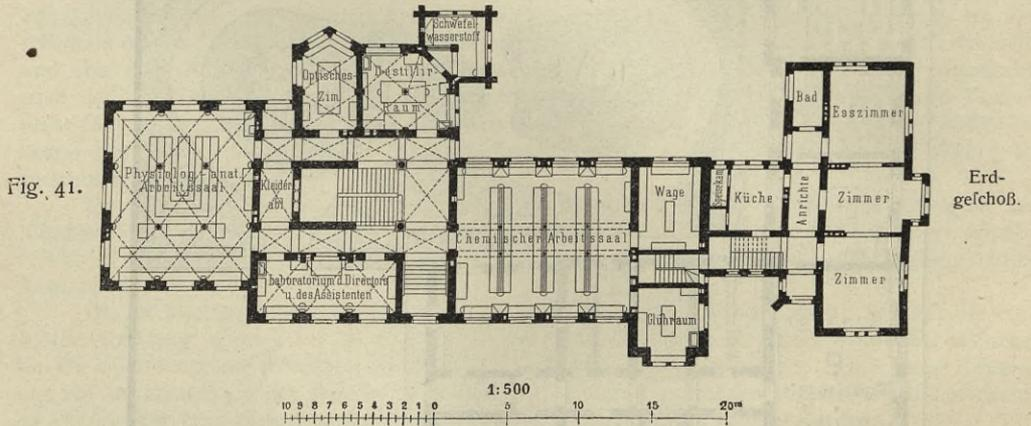 Fig. 41.
Erd-
geſchoß.
Schwefel-
wasserstoff
Optisches
Zim.
Destillir-
Raum
Physiolog.-anat.
Arbeitssaal
Kleider
abl.
Laboratorium d. Directors
u. des Assistenten
Chemischer Arbeitssaal
Wage
Glühraum
Speisekam.
Küche
Anrichte
Bad
Esszimmer
Zimmer
Zimmer
1:500
10 9 8 7 6 5 4 3 2 1 0 5 10 15 20m